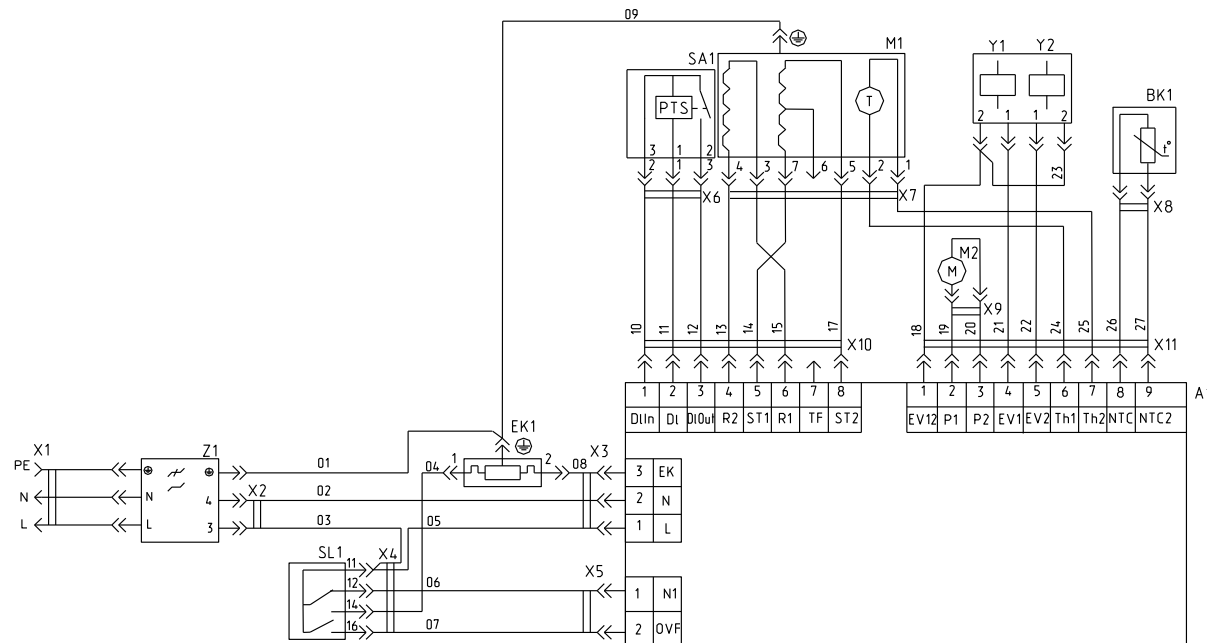 09
SA1
M1
Y1 Y2
BK1
PTS
T
2 1 1 2
t°
3 1 2
2 1 3 4 3 7 6 5 2 1
23
X6 X7 X8
M2
M
X9
10 11 12 13 14 15 17 18 19 20 21 22 24 25 26 27
X10 X11
1 2 3 4 5 6 7 8 1 2 3 4 5 6 7 8 9
A1
DlIn Dl DlOut R2 ST1 R1 TF ST2 EV12 P1 P2 EV1 EV2 Th1 Th2 NTC NTC2
EK1
X1 Z1 X3
PE 01 04 1 2 08 3 EK
N N 4 X2 02 2 N
L L 3 03 05 1 L
SL1 11 X4
12 06 X5 1 N1
14
16 07 2 OVF